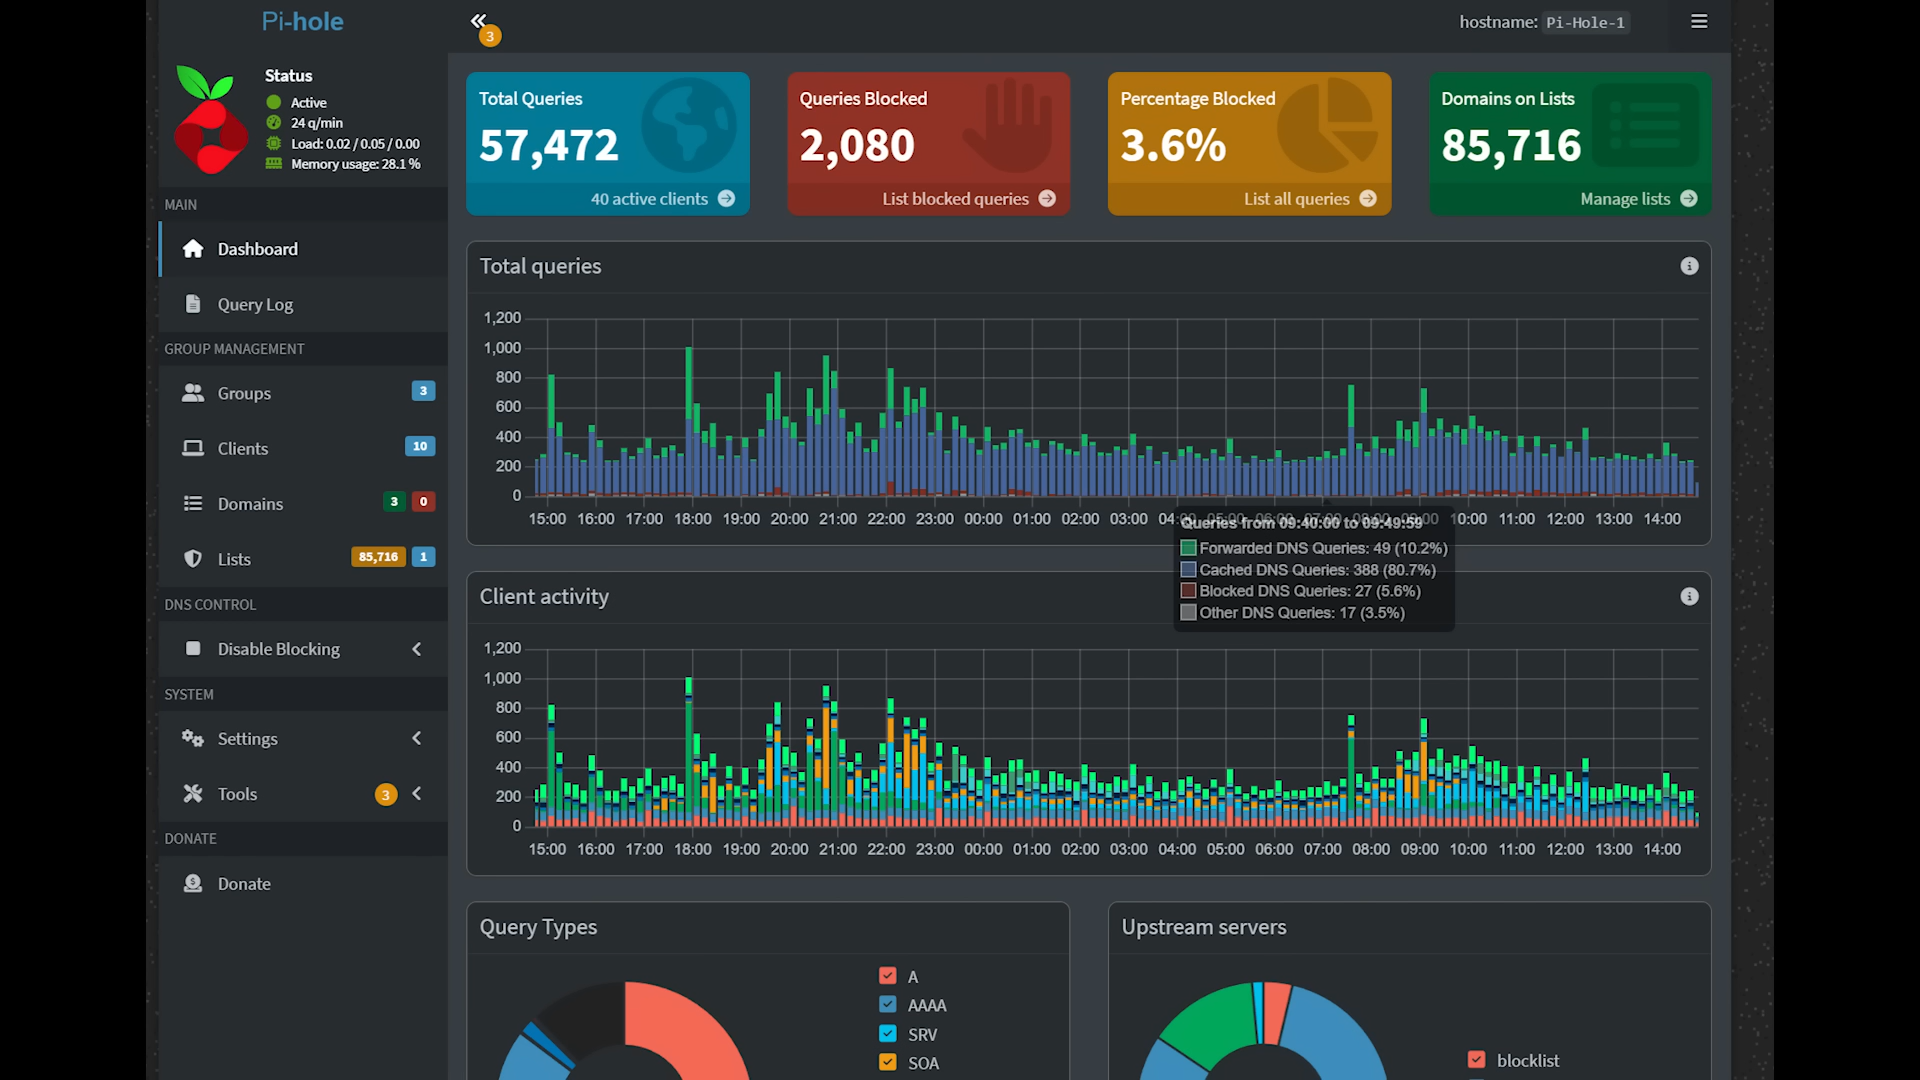 Pi-hole
3
hostname: Pi-Hole-1
Status
Active
24 q/min
Load: 0.02 / 0.05 / 0.00
Memory usage: 28.1 %
MAIN
Dashboard
Query Log
GROUP MANAGEMENT
Groups 3
Clients 10
Domains 3 0
Lists 85,716 1
DNS CONTROL
Disable Blocking
SYSTEM
Settings
Tools 3
DONATE
Donate
Total Queries
57,472
40 active clients
Queries Blocked
2,080
List blocked queries
Percentage Blocked
3.6%
List all queries
Domains on Lists
85,716
Manage lists
Total queries
1,200
1,000
800
600
400
200
0
15:00 16:00 17:00 18:00 19:00 20:00 21:00 22:00 23:00 00:00 01:00 02:00 03:00 04:00 05:00 06:00 07:00 08:00 09:00 10:00 11:00 12:00 13:00 14:00
Queries from 09:40:00 to 09:49:59
Forwarded DNS Queries: 49 (10.2%)
Cached DNS Queries: 388 (80.7%)
Blocked DNS Queries: 27 (5.6%)
Other DNS Queries: 17 (3.5%)
Client activity
1,200
1,000
800
600
400
200
0
15:00 16:00 17:00 18:00 19:00 20:00 21:00 22:00 23:00 00:00 01:00 02:00 03:00 04:00 05:00 06:00 07:00 08:00 09:00 10:00 11:00 12:00 13:00 14:00
Query Types
A
AAAA
SRV
SOA
Upstream servers
blocklist